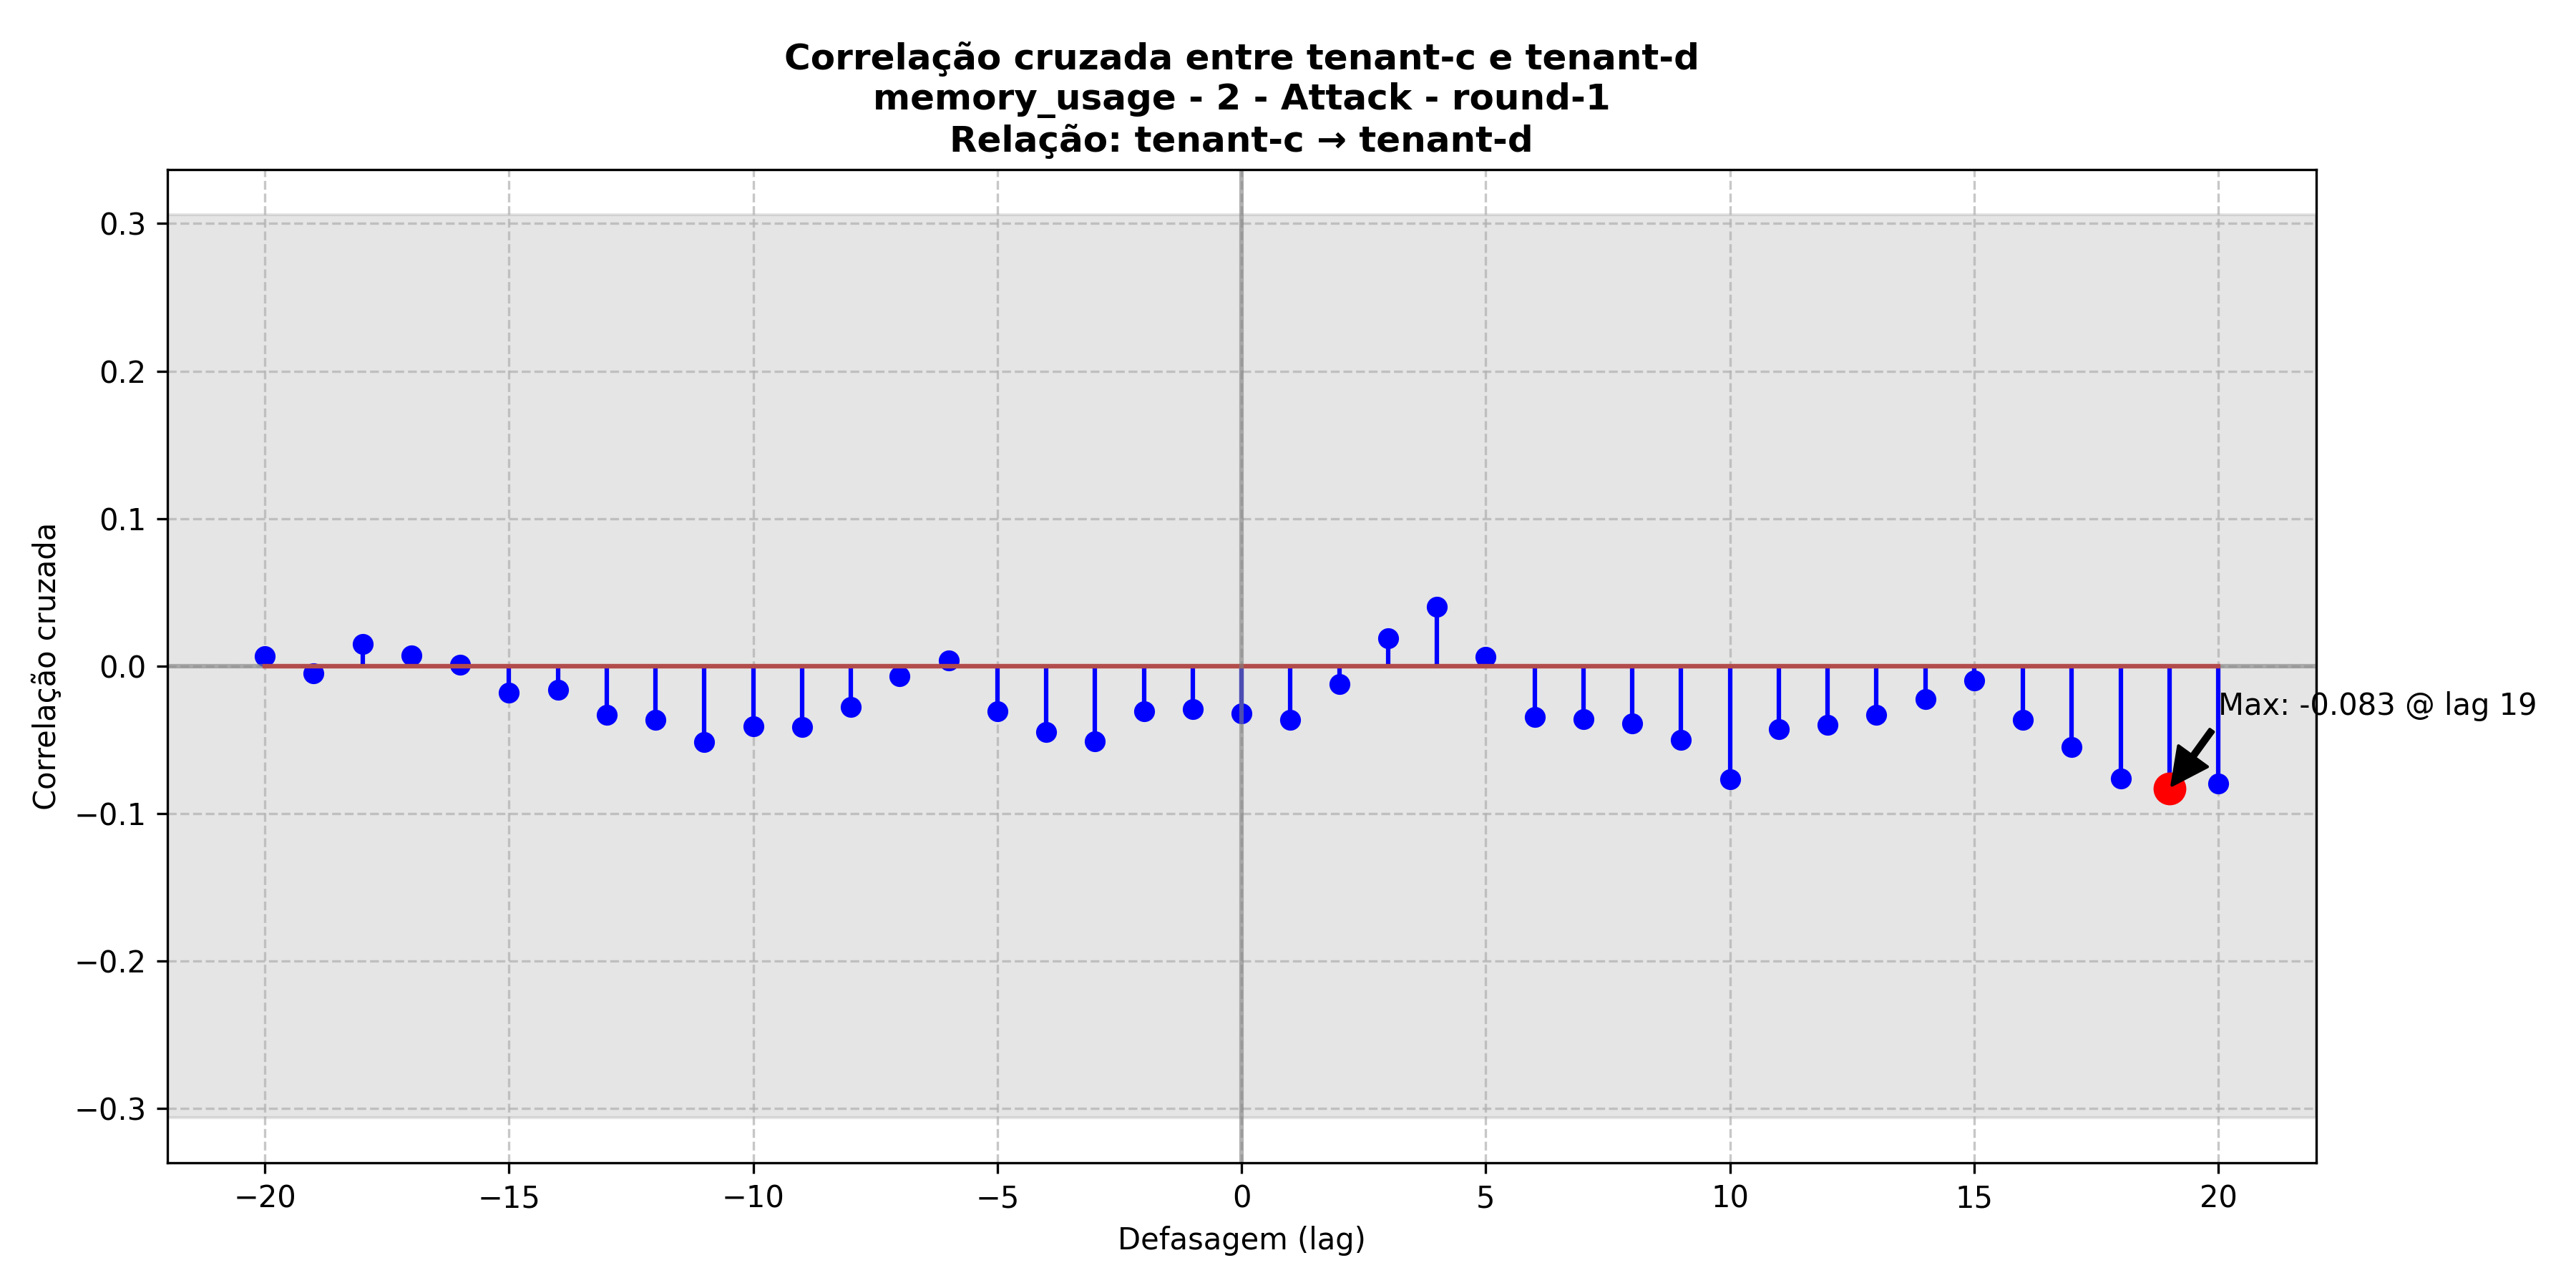 Correlação cruzada entre tenant-c e tenant-d
memory_usage - 2 - Attack - round-1
Relação: tenant-c → tenant-d
Correlação cruzada
0.3
0.2
0.1
0.0
−0.1
−0.2
−0.3
Max: -0.083 @ lag 19
−20 −15 −10 −5 0 5 10 15 20
Defasagem (lag)